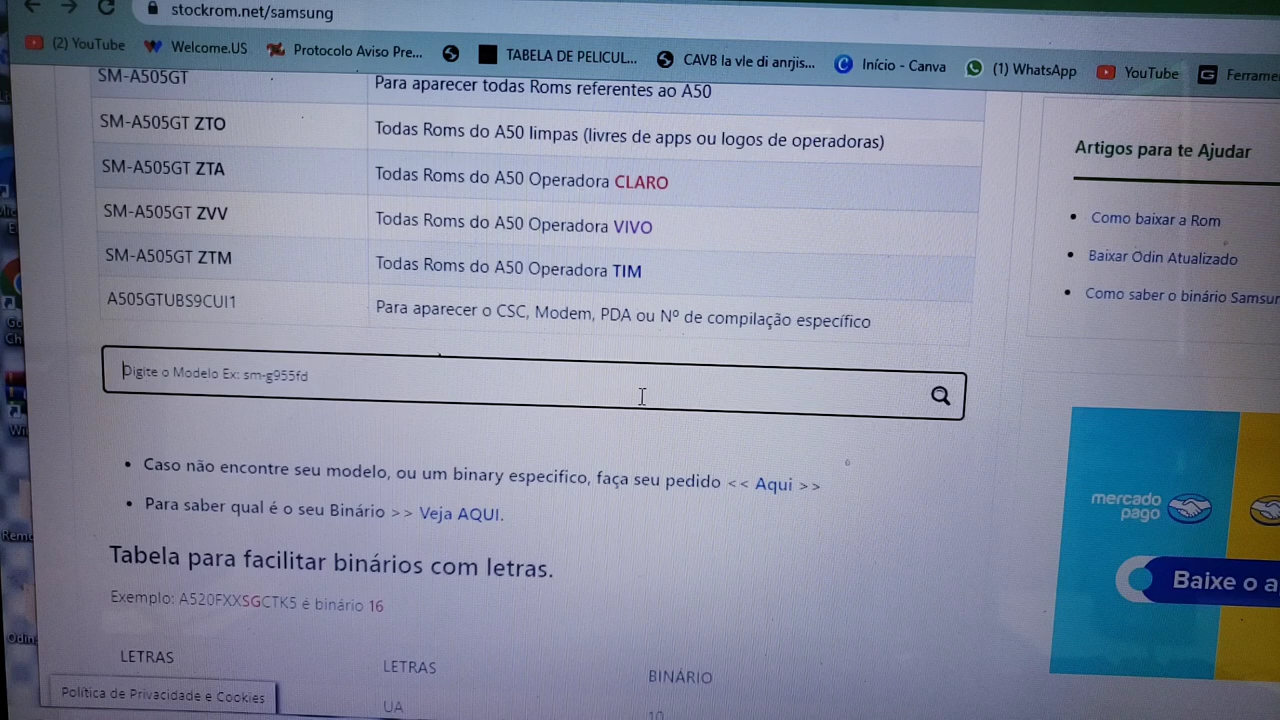 stockrom.net/samsung
(2) YouTube Welcome.US Protocolo Aviso Pre... TABELA DE PELICUL... CAVB la vle di anrjis... Início - Canva (1) WhatsApp YouTube Ferrame
SM-A505GT Para aparecer todas Roms referentes ao A50
SM-A505GT ZTO Todas Roms do A50 limpas (livres de apps ou logos de operadoras)
SM-A505GT ZTA Todas Roms do A50 Operadora CLARO
SM-A505GT ZVV Todas Roms do A50 Operadora VIVO
SM-A505GT ZTM Todas Roms do A50 Operadora TIM
A505GTUBS9CUI1 Para aparecer o CSC, Modem, PDA ou Nº de compilação específico
Digite o Modelo Ex: sm-g955fd
• Caso não encontre seu modelo, ou um binary especifico, faça seu pedido << Aqui >>
• Para saber qual é o seu Binário >> Veja AQUI.
Tabela para facilitar binários com letras.
Exemplo: A520FXXSGCTK5 é binário 16
LETRAS LETRAS BINÁRIO
UA 10
Política de Privacidade e Cookies
Artigos para te Ajudar
• Como baixar a Rom
• Baixar Odin Atualizado
• Como saber o binário Samsun
mercado
pago
Baixe o a
Odin